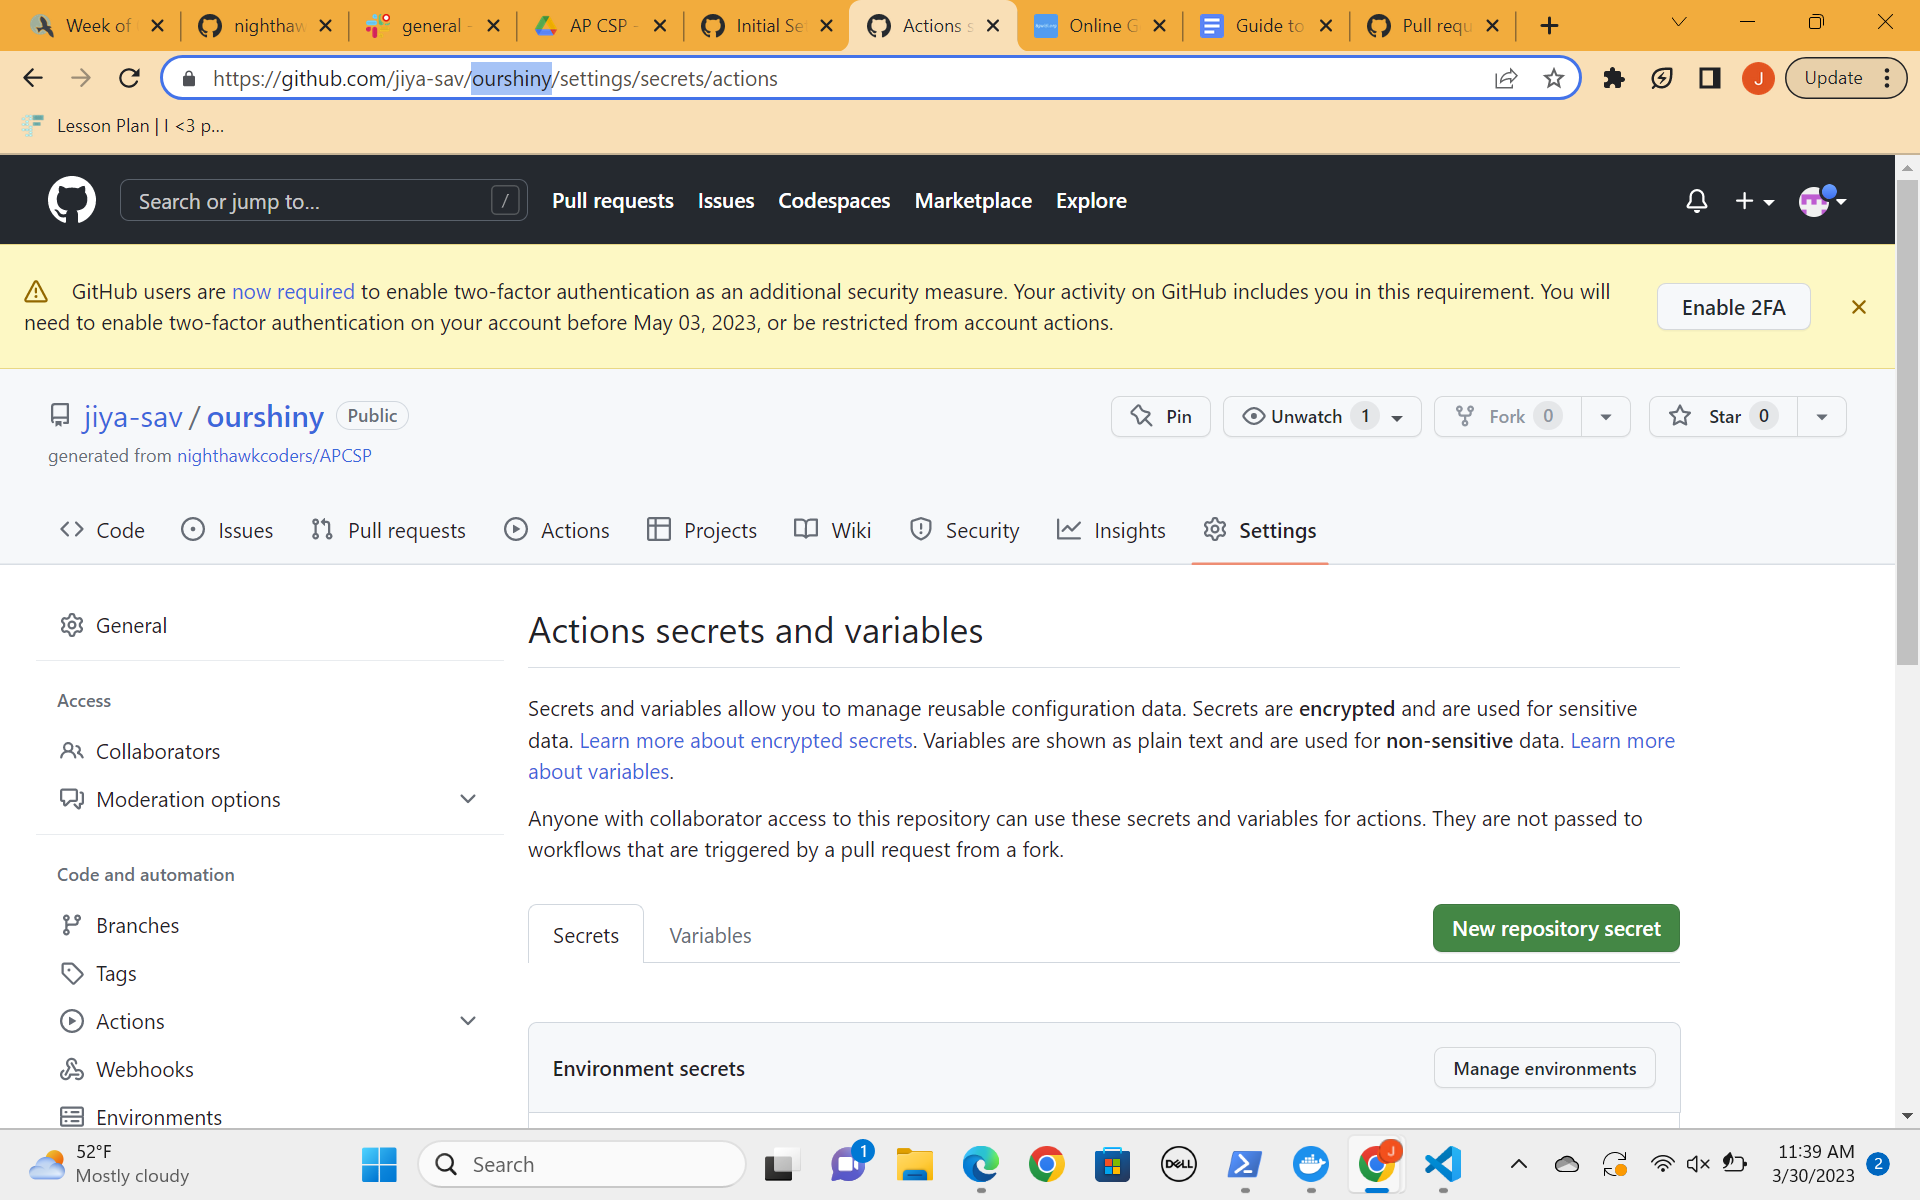 Week of
nighthaw
general -
AP CSP -
Initial Se
Actions s
Online G
Guide to
Pull requ
https://github.com/jiya-sav/ourshiny/settings/secrets/actions
J
Update
Lesson Plan | I <3 p...
Search or jump to...
/
Pull requests
Issues
Codespaces
Marketplace
Explore
GitHub users are now required to enable two-factor authentication as an additional security measure. Your activity on GitHub includes you in this requirement. You will
need to enable two-factor authentication on your account before May 03, 2023, or be restricted from account actions.
Enable 2FA
jiya-sav / ourshiny
Public
Pin
Unwatch 1
Fork 0
Star 0
generated from nighthawkcoders/APCSP
Code
Issues
Pull requests
Actions
Projects
Wiki
Security
Insights
Settings
General
Access
Collaborators
Moderation options
Code and automation
Branches
Tags
Actions
Webhooks
Environments
Actions secrets and variables
Secrets and variables allow you to manage reusable configuration data. Secrets are encrypted and are used for sensitive
data. Learn more about encrypted secrets. Variables are shown as plain text and are used for non-sensitive data. Learn more
about variables.
Anyone with collaborator access to this repository can use these secrets and variables for actions. They are not passed to
workflows that are triggered by a pull request from a fork.
Secrets
Variables
New repository secret
Environment secrets
Manage environments
52°F
Mostly cloudy
Search
1
DELL
J
11:39 AM
3/30/2023
2